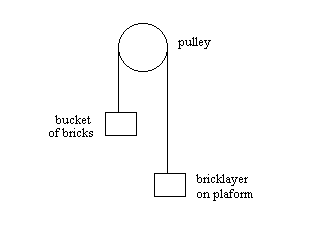 pulley
bucket
of bricks
bricklayer
on plaform